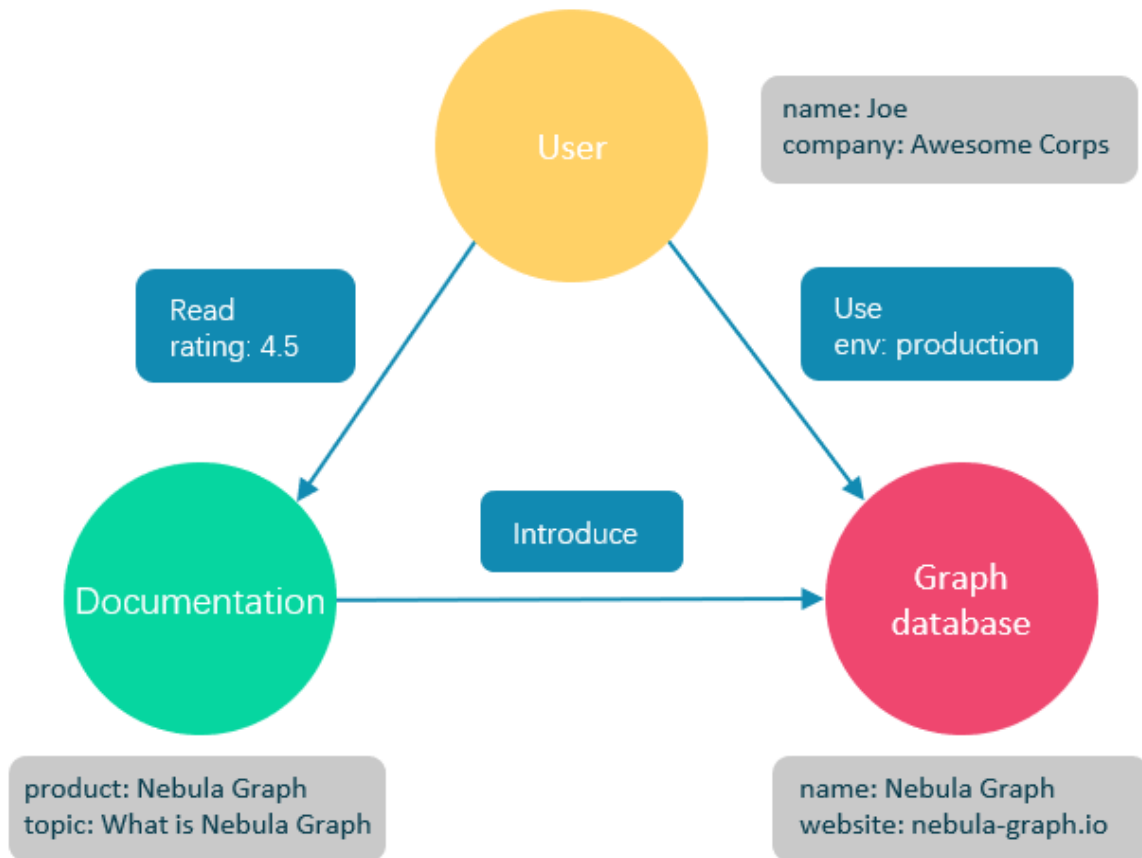 User
name: Joe
company: Awesome Corps
Read
rating: 4.5
Use
env: production
Introduce
Documentation
Graph
database
product: Nebula Graph
topic: What is Nebula Graph
name: Nebula Graph
website: nebula-graph.io